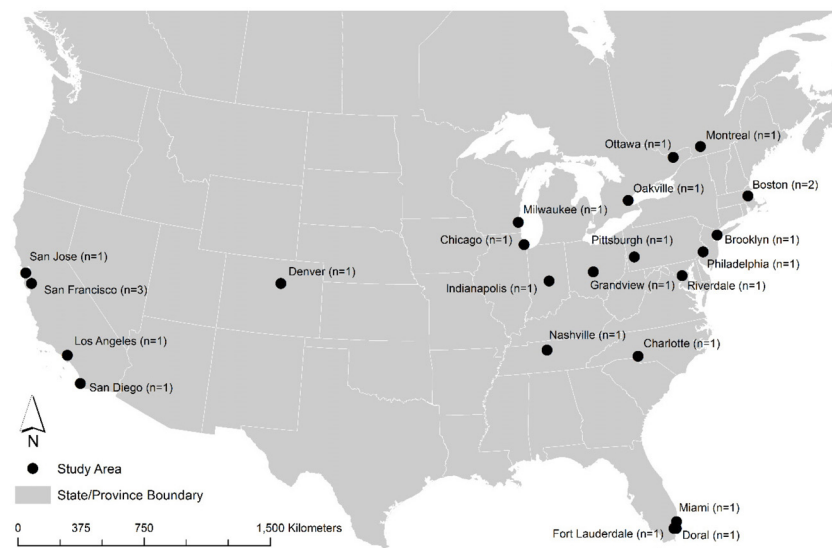 Montreal (n=1)
Ottawa (n=1)
Boston (n=2)
Oakville (n=1)
Milwaukee (n=1)
Chicago (n=1)
Pittsburgh (n=1)
Brooklyn (n=1)
San Jose (n=1)
Philadelphia (n=1)
Denver (n=1)
San Francisco (n=3)
Indianapolis (n=1)
Grandview (n=1)
Riverdale (n=1)
Nashville (n=1)
Los Angeles (n=1)
Charlotte (n=1)
San Diego (n=1)
N
Study Area
State/Province Boundary
Miami (n=1)
0 375 750 1,500 Kilometers
Fort Lauderdale (n=1)
Doral (n=1)